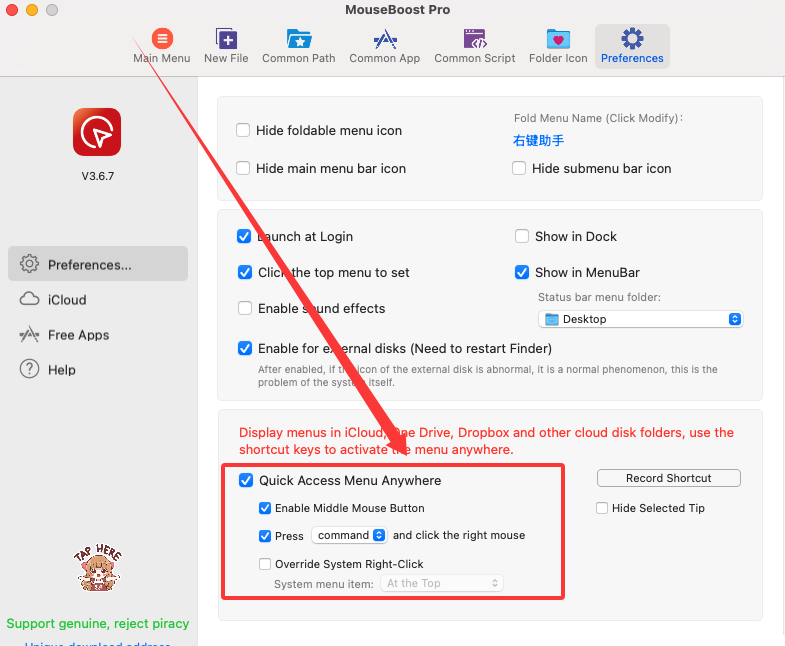 MouseBoost Pro
Main Menu
New File
Common Path
Common App
Common Script
Folder Icon
Preferences
V3.6.7
Preferences...
iCloud
Free Apps
Help
TAP HERE
Support genuine, reject piracy
Unique download address
Hide foldable menu icon
Fold Menu Name (Click Modify):
右键助手
Hide main menu bar icon
Hide submenu bar icon
Launch at Login
Show in Dock
Click the top menu to set
Show in MenuBar
Enable sound effects
Status bar menu folder:
Desktop
Enable for external disks (Need to restart Finder)
After enabled, if the icon of the external disk is abnormal, it is a normal phenomenon, this is the
problem of the system itself.
Display menus in iCloud, One Drive, Dropbox and other cloud disk folders, use the
shortcut keys to activate the menu anywhere.
Quick Access Menu Anywhere
Record Shortcut
Enable Middle Mouse Button
Hide Selected Tip
Press command and click the right mouse
Override System Right-Click
System menu item: At the Top